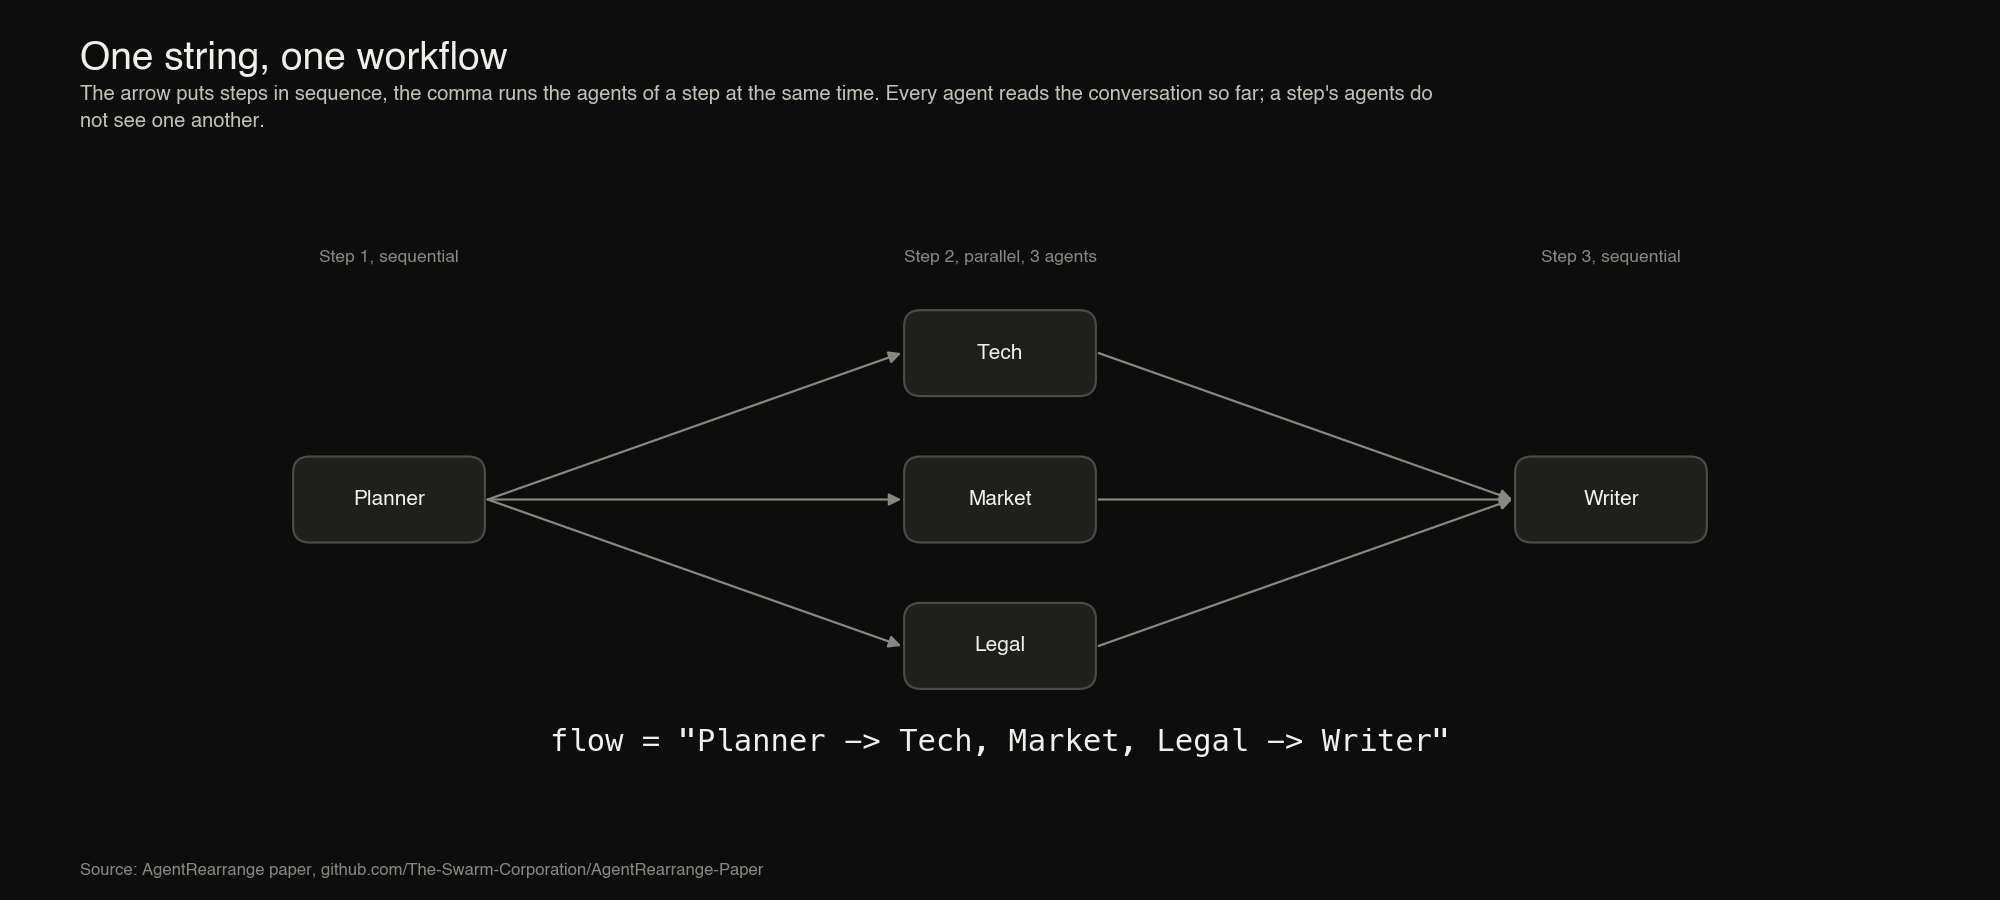 One string, one workflow
The arrow puts steps in sequence, the comma runs the agents of a step at the same time. Every agent reads the conversation so far; a step's agents do
not see one another.
Step 1, sequential
Step 2, parallel, 3 agents
Step 3, sequential
Tech
Planner
Market
Writer
Legal
flow = "Planner -> Tech, Market, Legal -> Writer"
Source: AgentRearrange paper, github.com/The-Swarm-Corporation/AgentRearrange-Paper